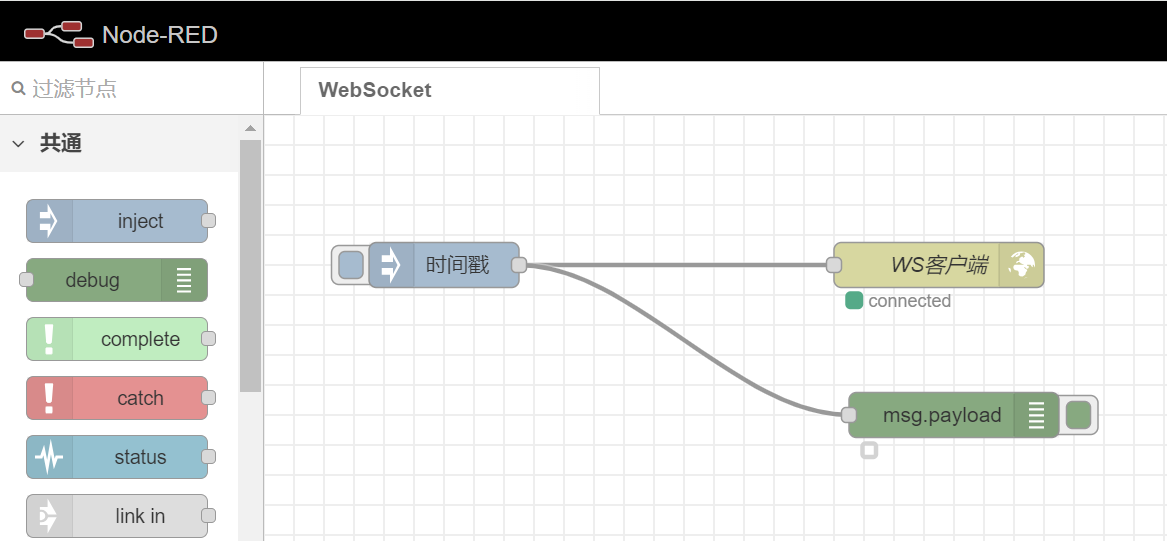 Node-RED
过滤节点
WebSocket
共通
inject
debug
complete
catch
status
link in
时间戳
WS客户端
connected
msg.payload